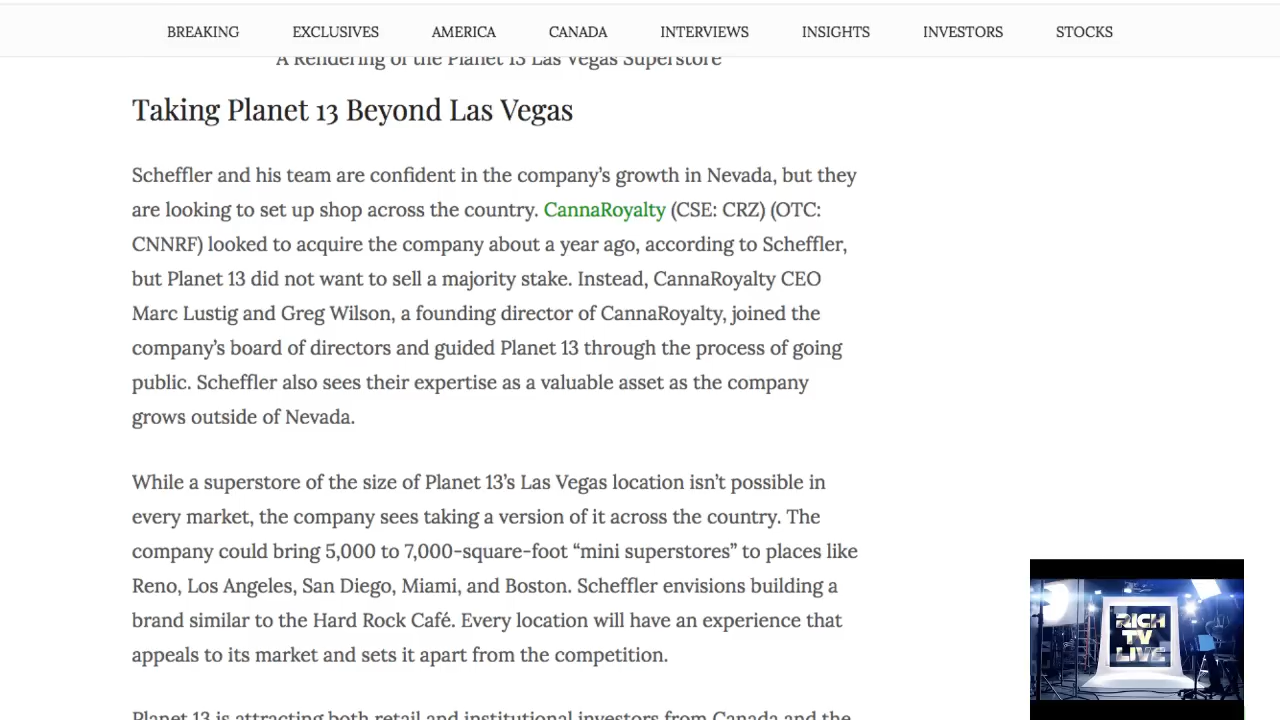 BREAKING EXCLUSIVES AMERICA CANADA INTERVIEWS INSIGHTS INVESTORS STOCKS
A Rendering of the Planet 13 Las Vegas Superstore
Taking Planet 13 Beyond Las Vegas
Scheffler and his team are confident in the company’s growth in Nevada, but they
are looking to set up shop across the country. CannaRoyalty (CSE: CRZ) (OTC:
CNNRF) looked to acquire the company about a year ago, according to Scheffler,
but Planet 13 did not want to sell a majority stake. Instead, CannaRoyalty CEO
Marc Lustig and Greg Wilson, a founding director of CannaRoyalty, joined the
company’s board of directors and guided Planet 13 through the process of going
public. Scheffler also sees their expertise as a valuable asset as the company
grows outside of Nevada.
While a superstore of the size of Planet 13’s Las Vegas location isn’t possible in
every market, the company sees taking a version of it across the country. The
company could bring 5,000 to 7,000-square-foot “mini superstores” to places like
Reno, Los Angeles, San Diego, Miami, and Boston. Scheffler envisions building a
brand similar to the Hard Rock Café. Every location will have an experience that
appeals to its market and sets it apart from the competition.
Planet 13 is attracting both retail and institutional investors from Canada and the
RICH
TV
LIVE